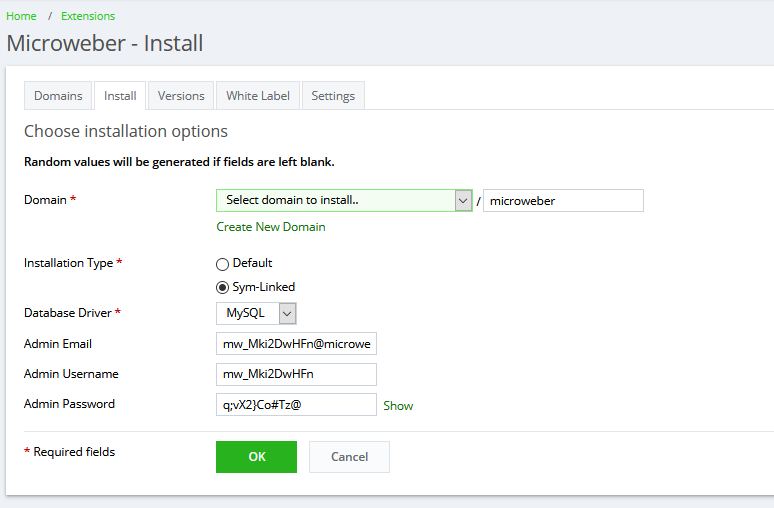 Home / Extensions
Microweber - Install
Domains Install Versions White Label Settings
Choose installation options
Random values will be generated if fields are left blank.
Domain * Select domain to install.. / microweber
Create New Domain
Installation Type * Default
Sym-Linked
Database Driver * MySQL
Admin Email mw_Mki2DwHFn@microwe
Admin Username mw_Mki2DwHFn
Admin Password q;vX2}Co#Tz@ Show
* Required fields OK Cancel